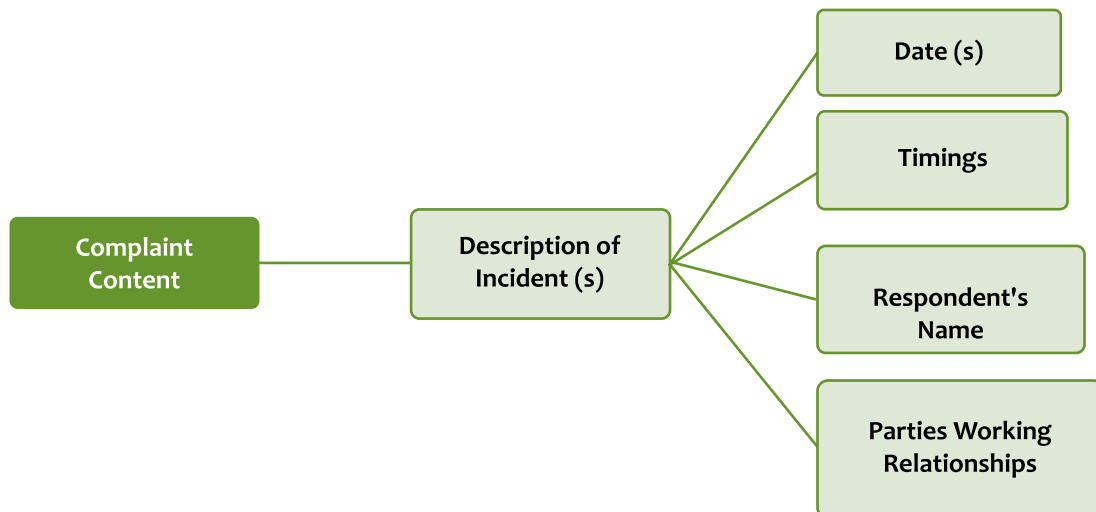 Complaint
Content
Description of
Incident (s)
Date (s)
Timings
Respondent's
Name
Parties Working
Relationships